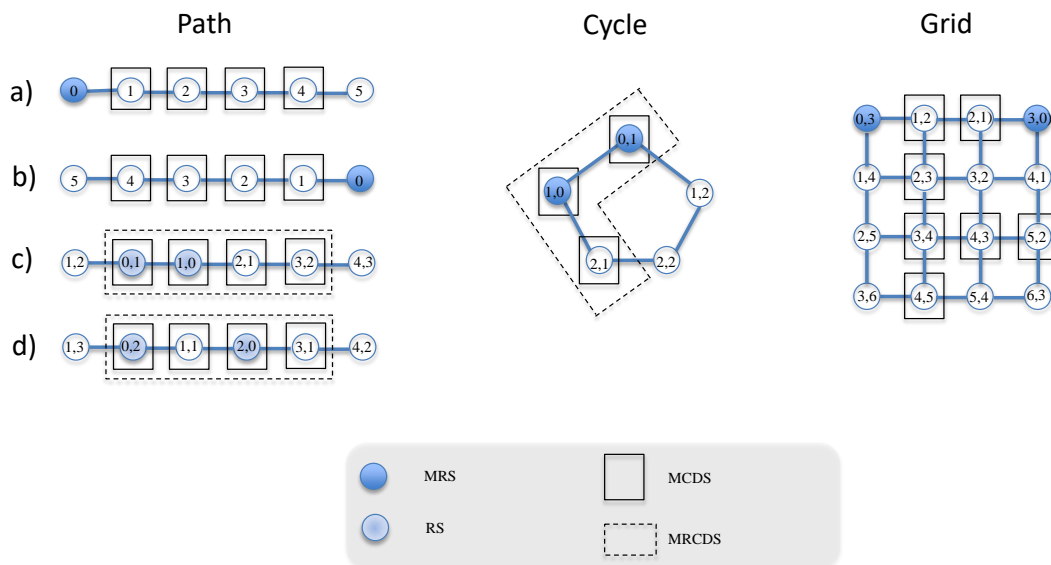 Path Cycle Grid
a) 0 1 2 3 4 5
b) 5 4 3 2 1 0
c) 1,2 0,1 1,0 2,1 3,2 4,3
d) 1,3 0,2 1,1 2,0 3,1 4,2
0,1
1,0 1,2
2,1 2,2
0,3 1,2 2,1) 3,0)
1,4 2,3 3,2 4,1
2,5 3,4 4,3 5,2
3,6 4,5 5,4 6,3
MRS MCDS
RS MRCDS